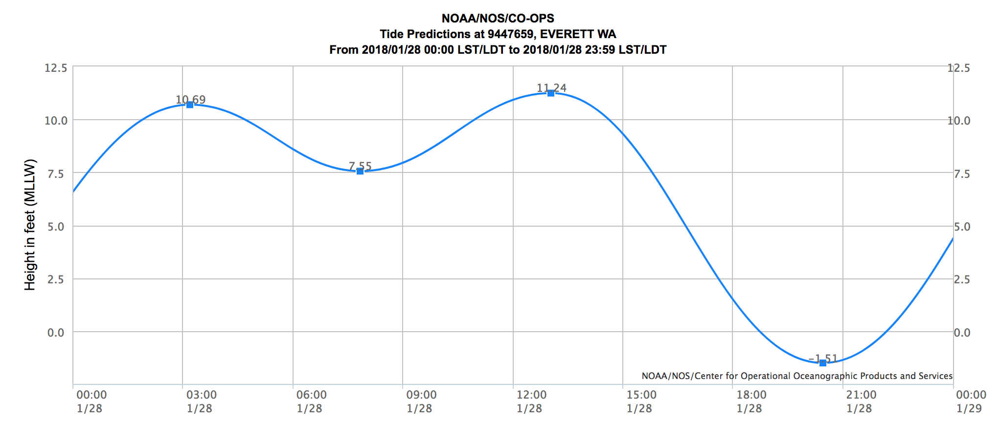 NOAA/NOS/CO-OPS
Tide Predictions at 9447659, EVERETT WA
From 2018/01/28 00:00 LST/LDT to 2018/01/28 23:59 LST/LDT
12.5 12.5
11.24
10.69
10.0 10.0
7.55
7.5 7.5
Height in feet (MLLW)
5.0 5.0
2.5 2.5
0.0 0.0
−1.51
NOAA/NOS/Center for Operational Oceanographic Products and Services
00:00 03:00 06:00 09:00 12:00 15:00 18:00 21:00 00:00
1/28 1/28 1/28 1/28 1/28 1/28 1/28 1/28 1/29